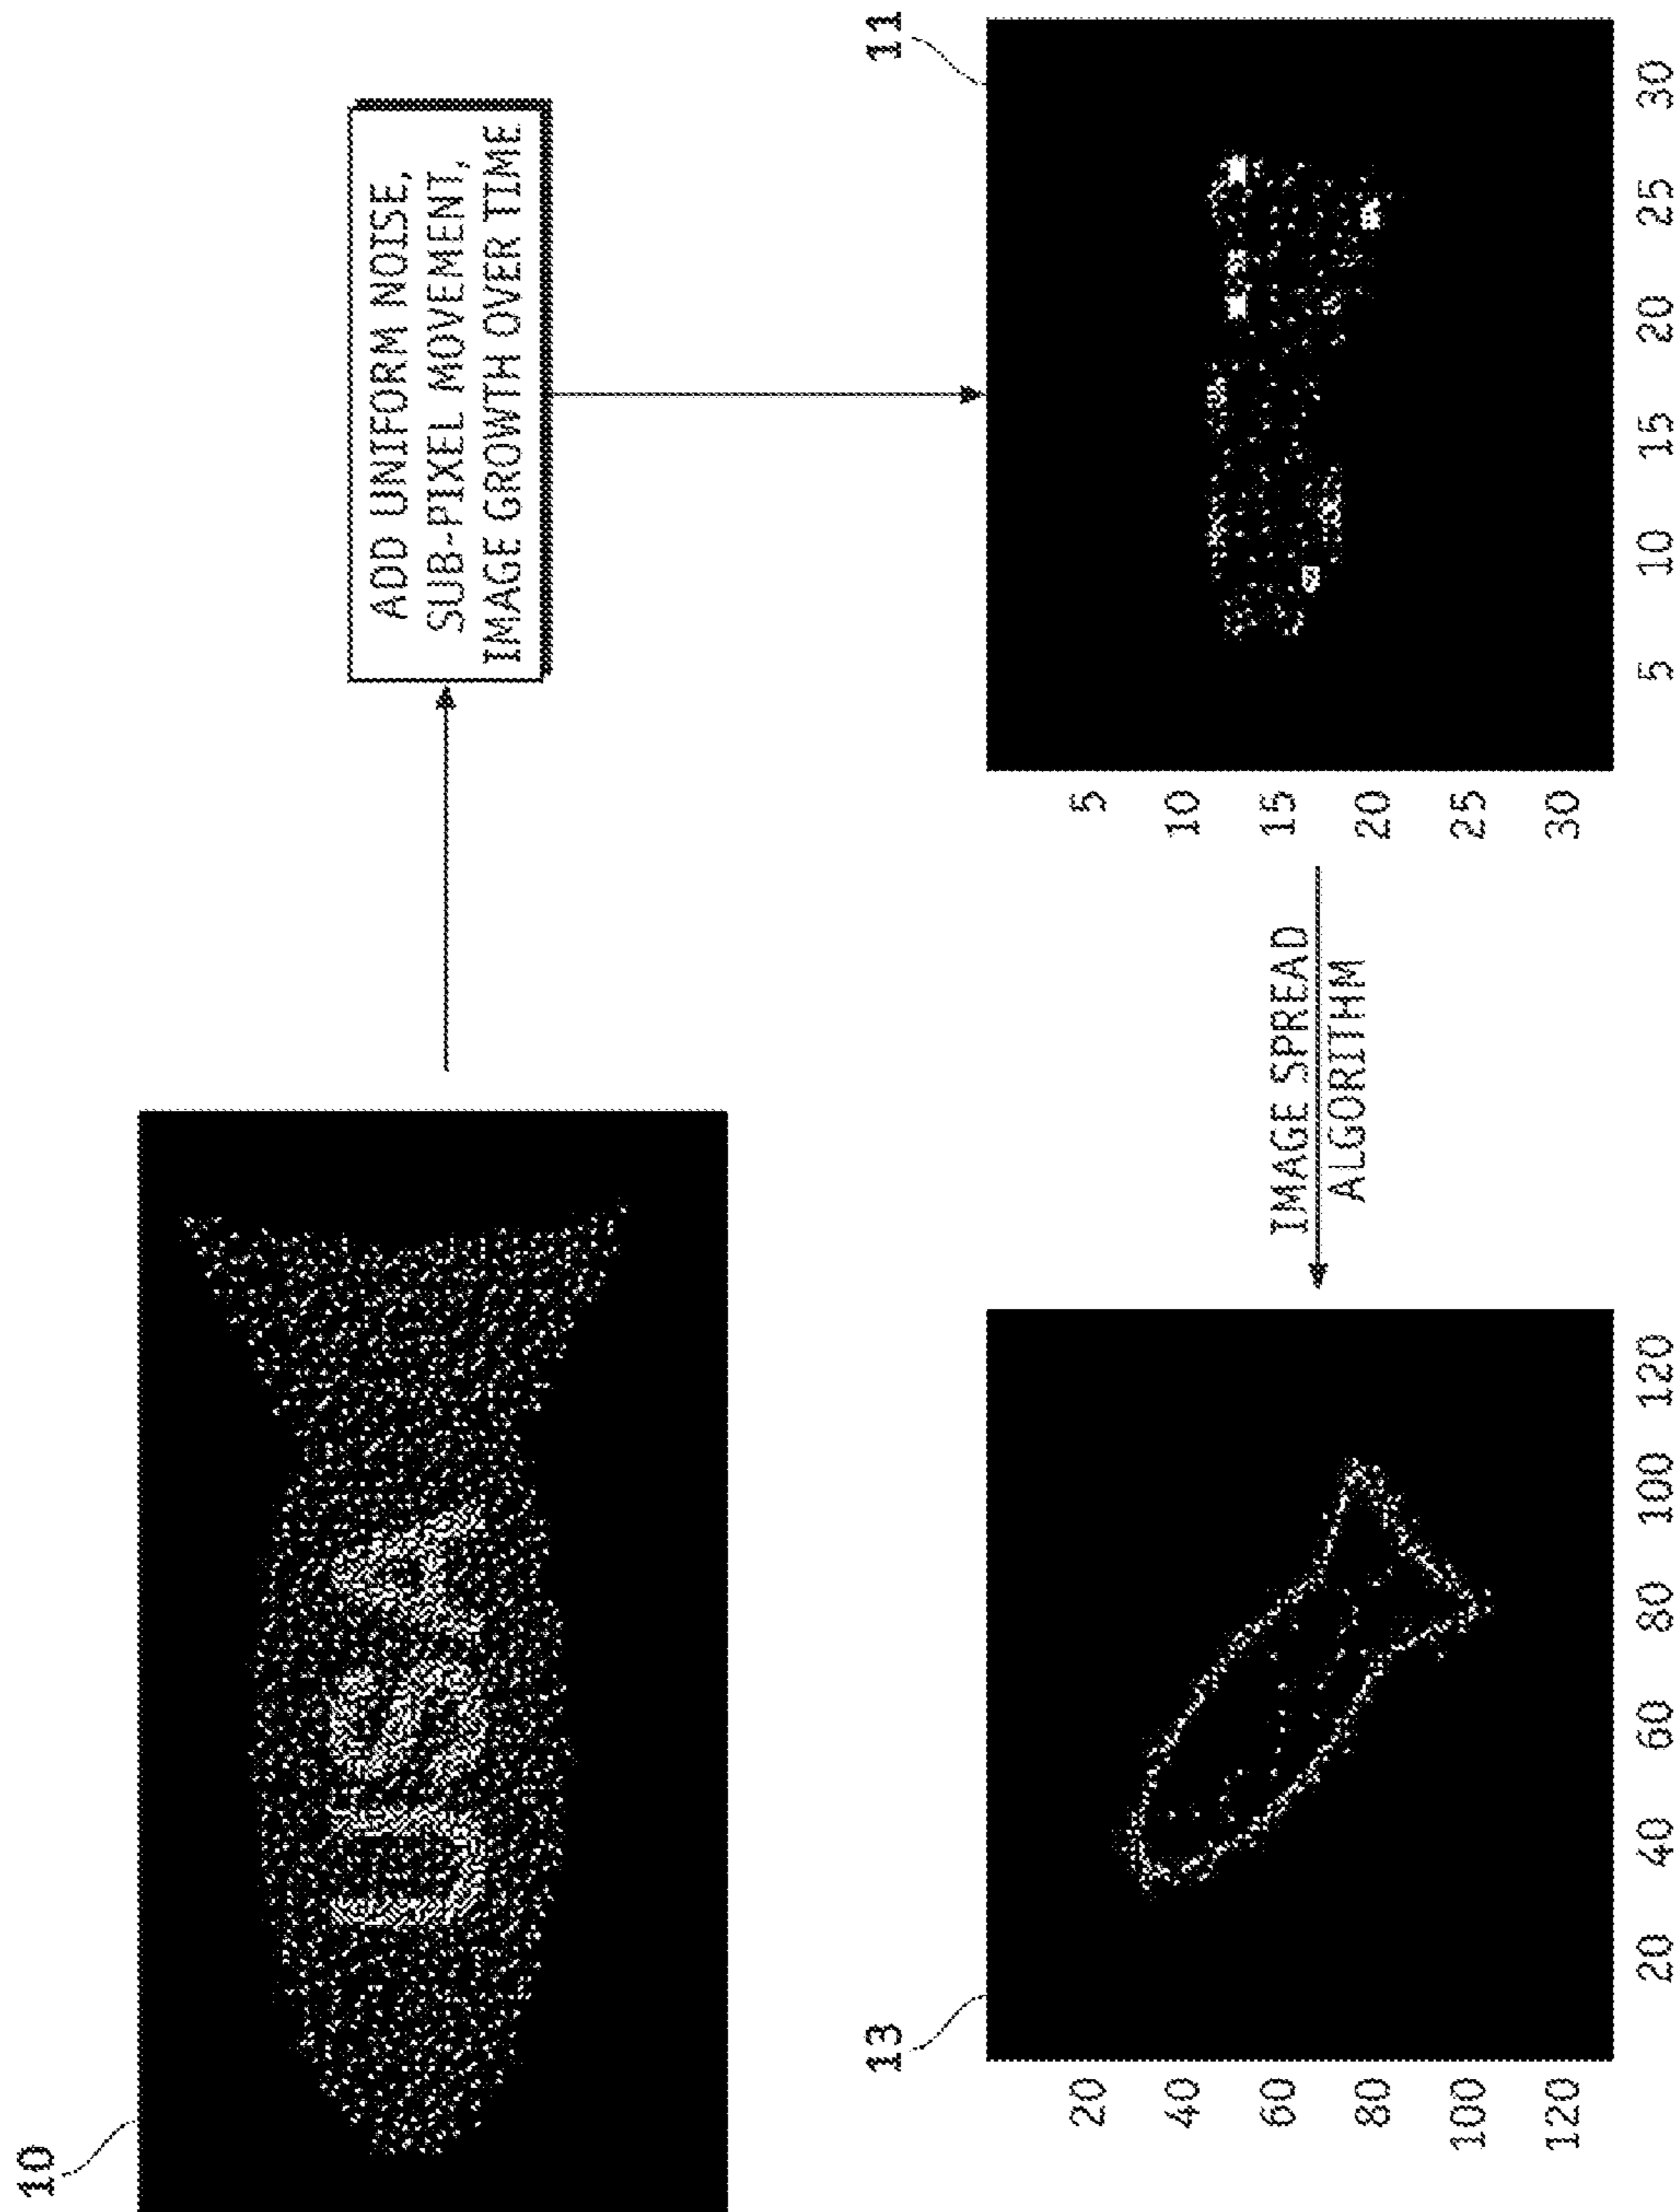 10
USA
ADD UNIFORM NOISE,
SUB-PIXEL MOVEMENT,
IMAGE GROWTH OVER TIME
13
20
40
60
80
100
120
20 40 60 80 100 120
IMAGE SPREAD
ALGORITHM
11
5
10
15
20
25
30
5 10 15 20 25 30